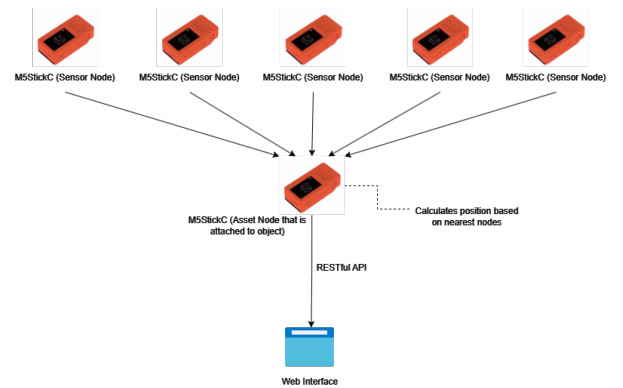 M5StickC (Sensor Node)
M5StickC (Sensor Node)
M5StickC (Sensor Node)
M5StickC (Sensor Node)
M5StickC (Sensor Node)
M5StickC (Asset Node that is
attached to object)
Calculates position based
on nearest nodes
RESTful API
Web Interface